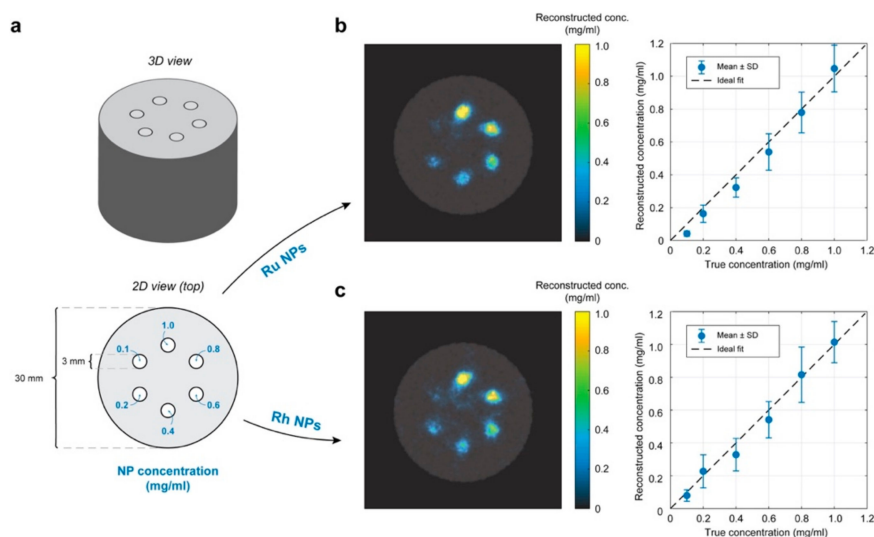 a
3D view
2D view (top)
1.0
0.1
0.8
3 mm
30 mm
0.2
0.6
0.4
NP concentration
(mg/ml)
Ru NPs
Rh NPs
b
Reconstructed conc.
(mg/ml)
1.0
0.8
0.6
0.4
0.2
0
Reconstructed concentration (mg/ml)
1.2
1.0
0.8
0.6
0.4
0.2
0
Mean ± SD
Ideal fit
0 0.2 0.4 0.6 0.8 1.0 1.2
True concentration (mg/ml)
c
Reconstructed conc.
(mg/ml)
1.0
0.8
0.6
0.4
0.2
0
Reconstructed concentration (mg/ml)
1.2
1.0
0.8
0.6
0.4
0.2
0
Mean ± SD
Ideal fit
0 0.2 0.4 0.6 0.8 1.0 1.2
True concentration (mg/ml)